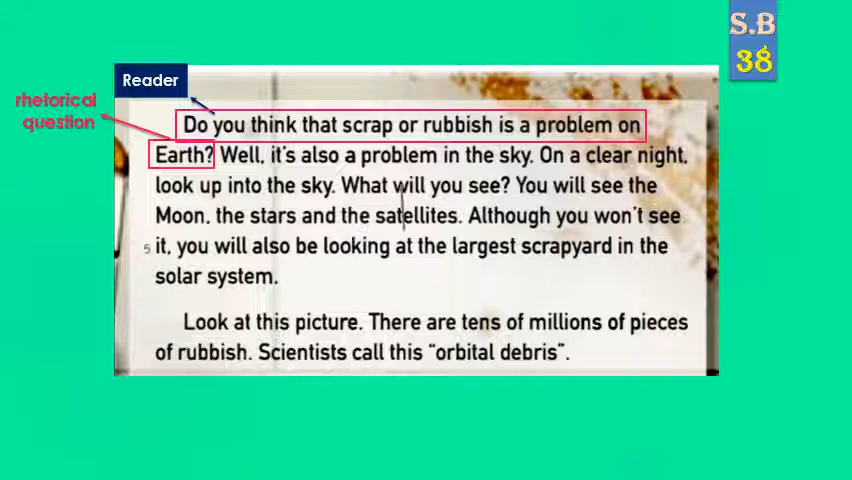 S.B
38
Reader
rhetorical
question
Do you think that scrap or rubbish is a problem on
Earth? Well, it's also a problem in the sky. On a clear night,
look up into the sky. What will you see? You will see the
Moon, the stars and the satellites. Although you won't see
5 it, you will also be looking at the largest scrapyard in the
solar system.
Look at this picture. There are tens of millions of pieces
of rubbish. Scientists call this “orbital debris”.